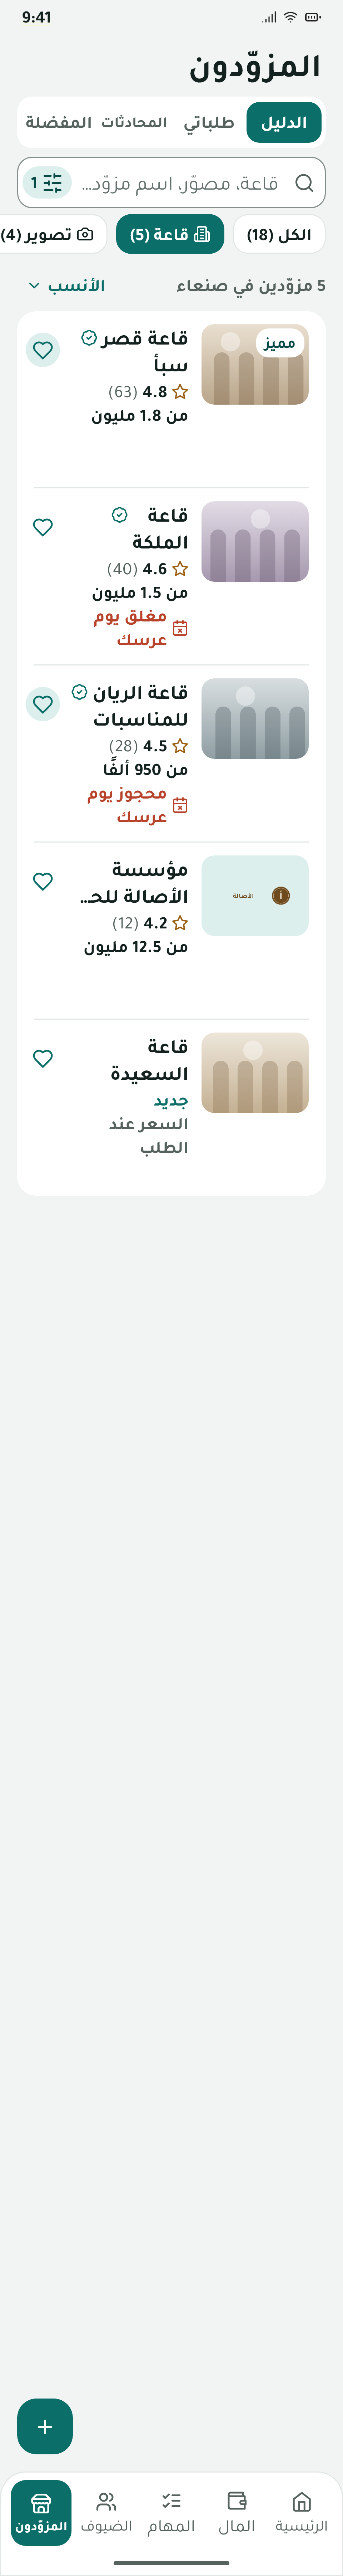 9:41
المزوّدون
الدليل
طلباتي
المحادثات
المفضلة
قاعة، مصوّر، اسم مزوّد...
1
الكل (18)
قاعة (5)
تصوير (4)
5 مزوّدين في صنعاء
الأنسب
مميز
قاعة قصر
سبأ
4.8 (63)
من 1.8 مليون
قاعة
الملكة
4.6 (40)
من 1.5 مليون
مغلق يوم
عرسك
قاعة الريان
للمناسبات
4.5 (28)
من 950 ألفًا
محجوز يوم
عرسك
الأصالة
مؤسسة
الأصالة للحـ...
4.2 (12)
من 12.5 مليون
قاعة
السعيدة
جديد
السعر عند
الطلب
الرئيسية
المال
المهام
الضيوف
المزوّدون